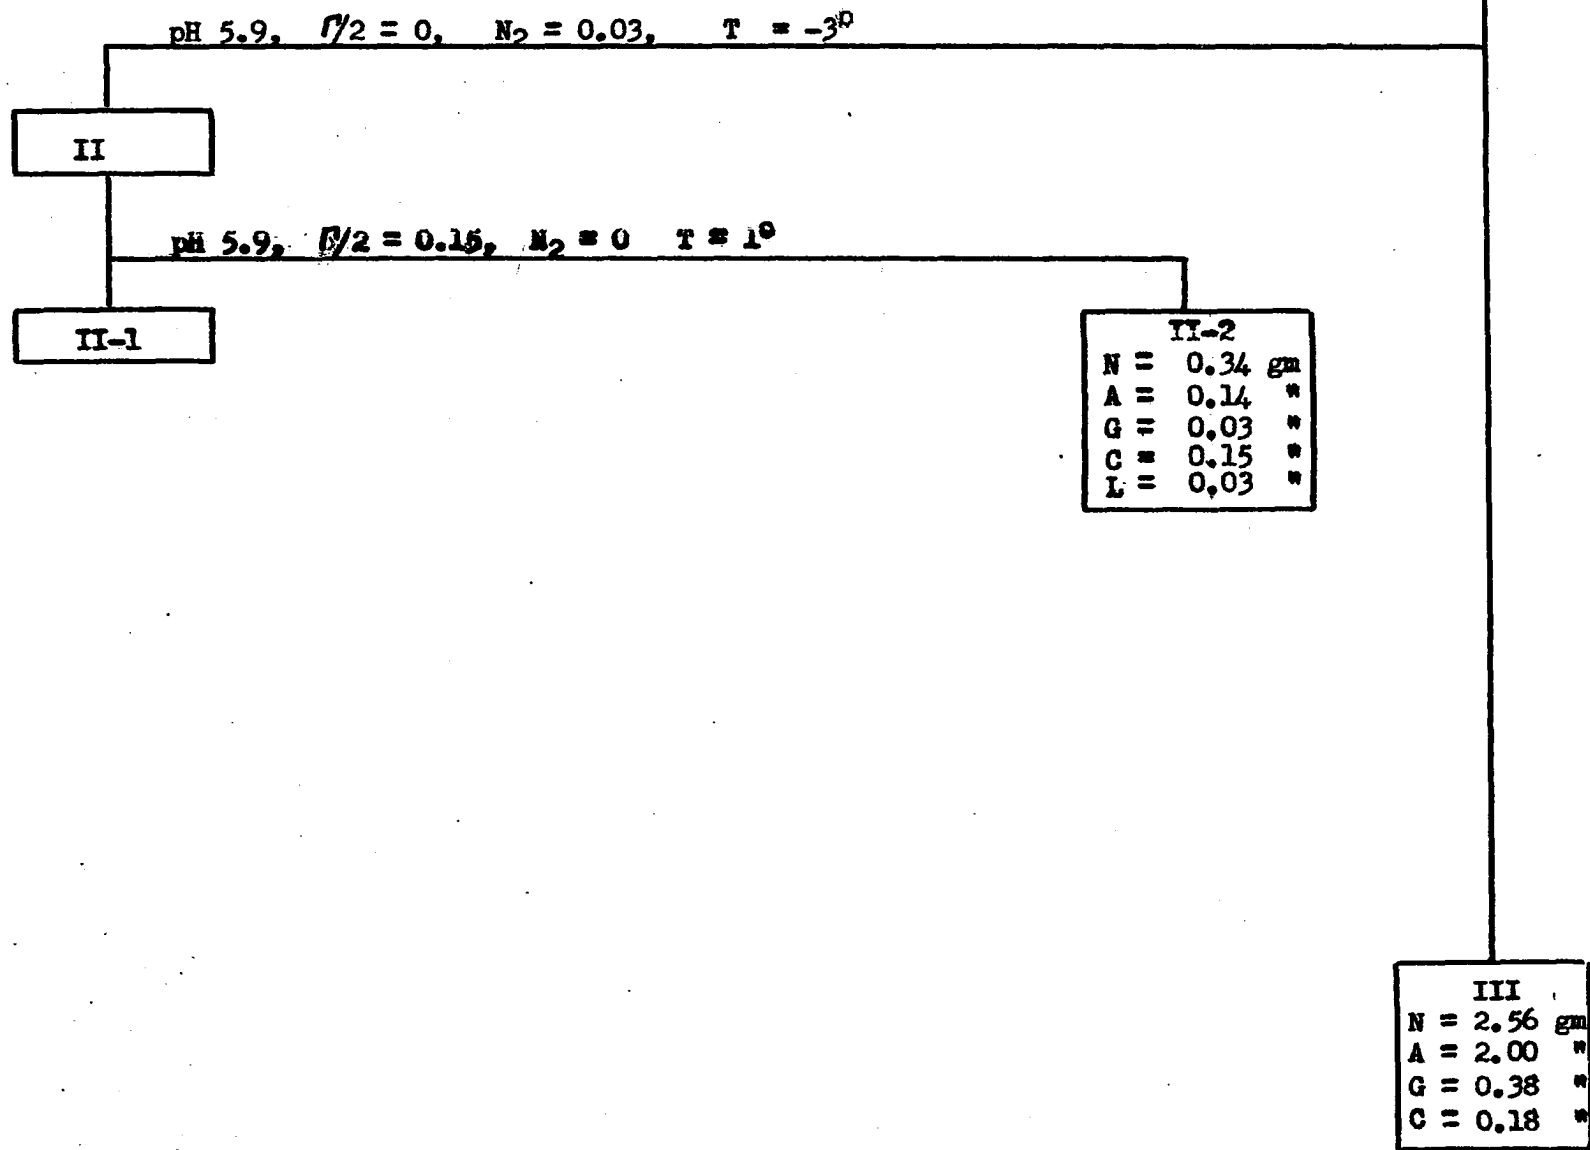 pH 5.9, Γ/2 = 0, N₂ = 0.03, T = -3°
II
pH 5.9, Γ/2 = 0.15, N₂ = 0 T = 1°
II-1
II-2
N = 0.34 gm
A = 0.14 "
G = 0.03 "
C = 0.15 "
L = 0.03 "
III
N = 2.56 gm
A = 2.00 "
G = 0.38 "
C = 0.18 "